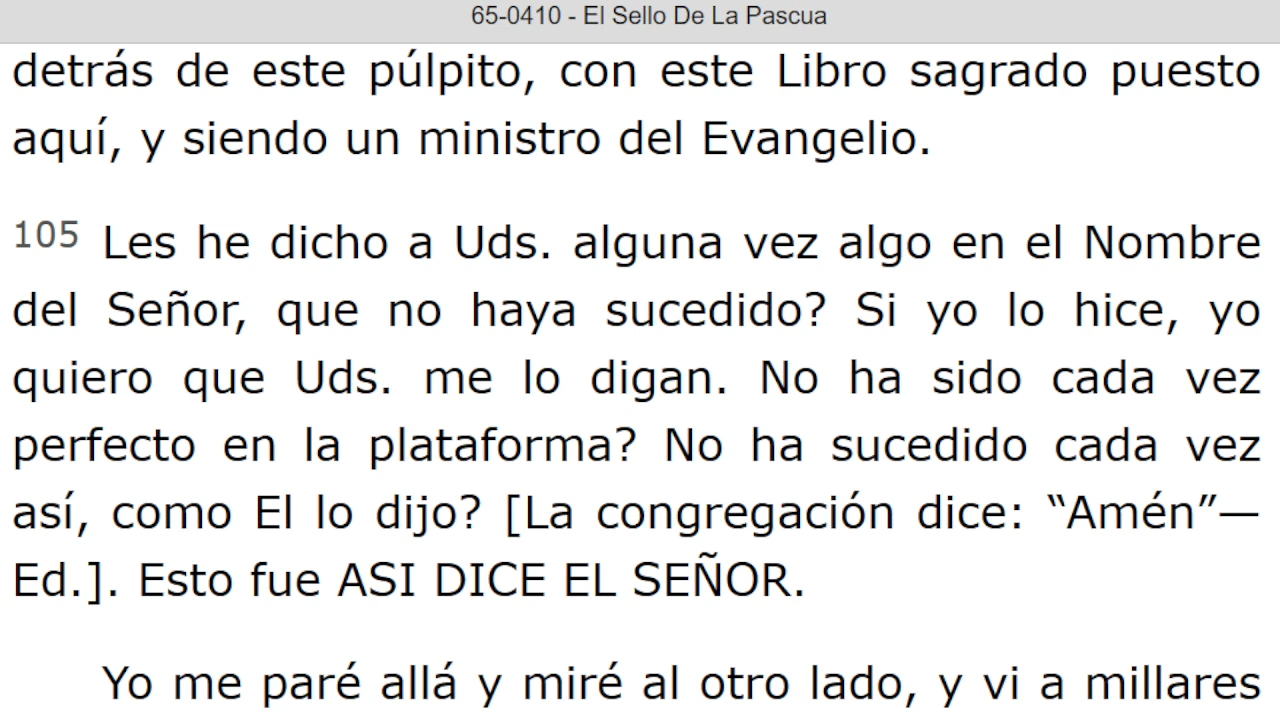 65-0410 - El Sello De La Pascua
detrás de este púlpito, con este Libro sagrado puesto
aquí, y siendo un ministro del Evangelio.
105 Les he dicho a Uds. alguna vez algo en el Nombre
del Señor, que no haya sucedido? Si yo lo hice, yo
quiero que Uds. me lo digan. No ha sido cada vez
perfecto en la plataforma? No ha sucedido cada vez
así, como El lo dijo? [La congregación dice: “Amén”—
Ed.]. Esto fue ASI DICE EL SEÑOR.
Yo me paré allá y miré al otro lado, y vi a millares